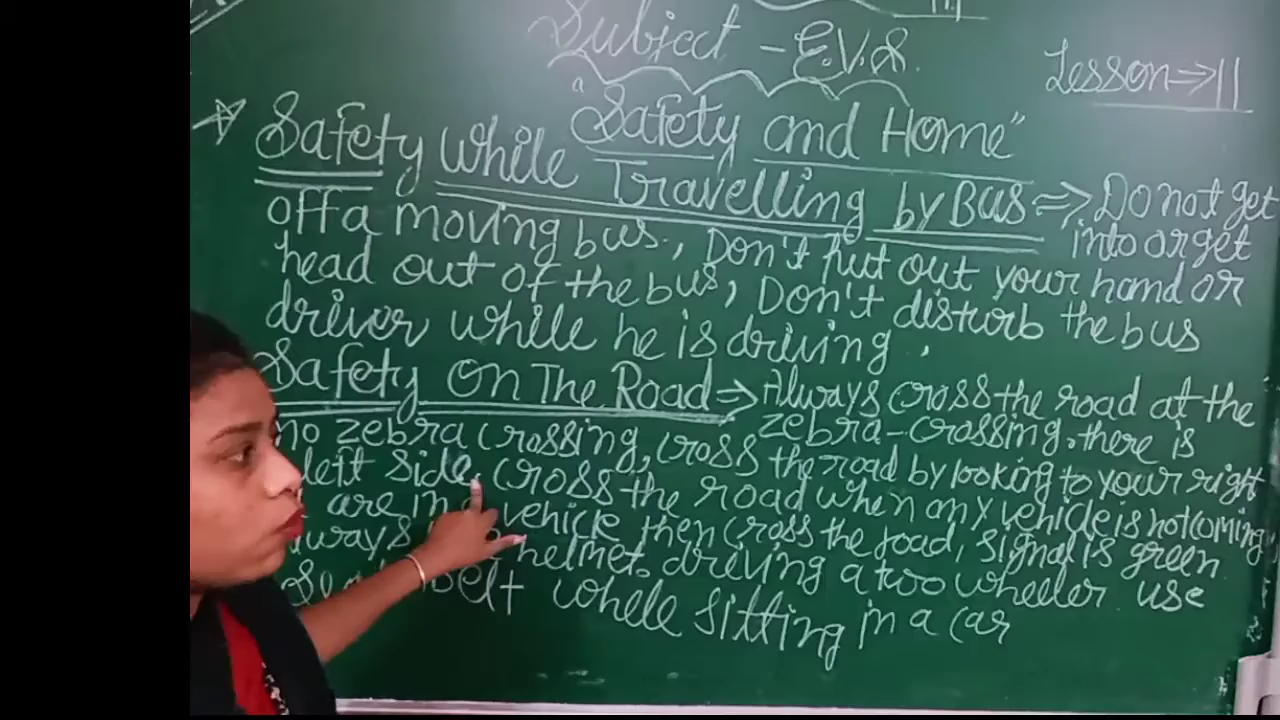 Subject - E.V.S.
Lesson ⇒ 11
"Safety and Home"
Safety While Travelling by Bus ⇒ Do not get
into or get
off a moving bus., Don't put out your hand or
head out of the bus, Don't disturb the bus
driver while he is driving.
Safety On The Road ⇒ Always cross the road at the
zebra-crossing. there is
no zebra crossing, cross the road by looking to your right
left side. cross the road when any vehicle is not coming
are in vehicle then cross the road, signal is green
helmet. driving a two wheeler use
belt whele sitting in a car